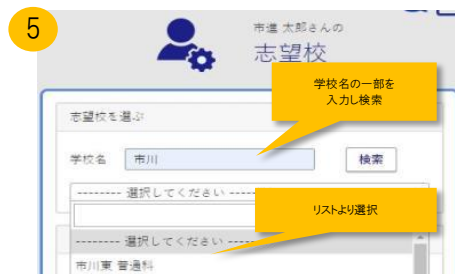 5
市進 太郎さんの
志望校
学校名の一部を
入力し検索
志望校を選ぶ
学校名 市川 検索
-------- 選択してください --------
リストより選択
-------- 選択してください --------
市川東 普通科